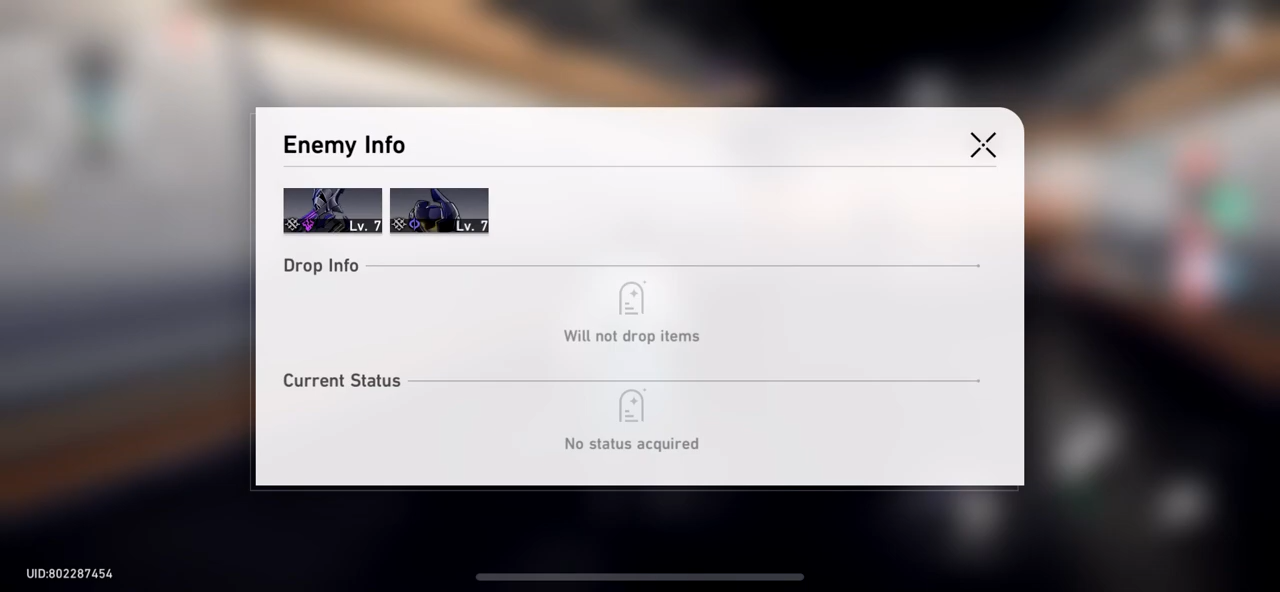 Enemy Info
Lv. 7
Lv. 7
Drop Info
Will not drop items
Current Status
No status acquired
UID:802287454